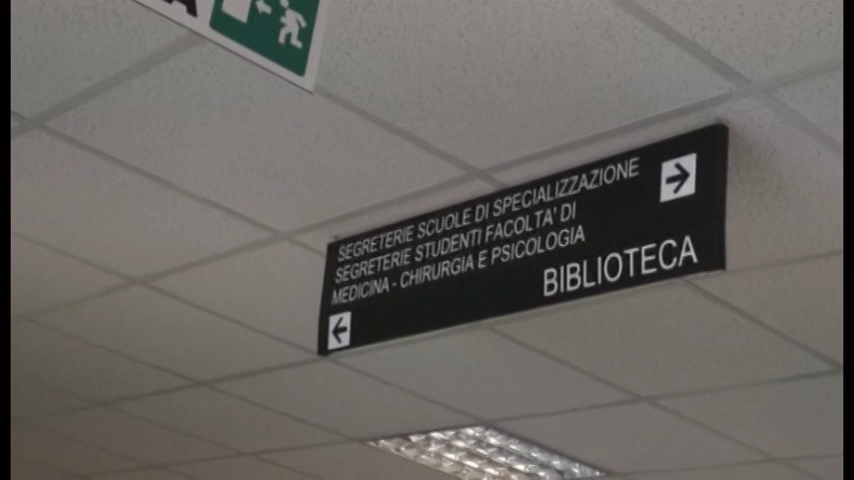 SEGRETERIE SCUOLE DI SPECIALIZZAZIONE
SEGRETERIE STUDENTI FACOLTA' DI
MEDICINA - CHIRURGIA E PSICOLOGIA
BIBLIOTECA